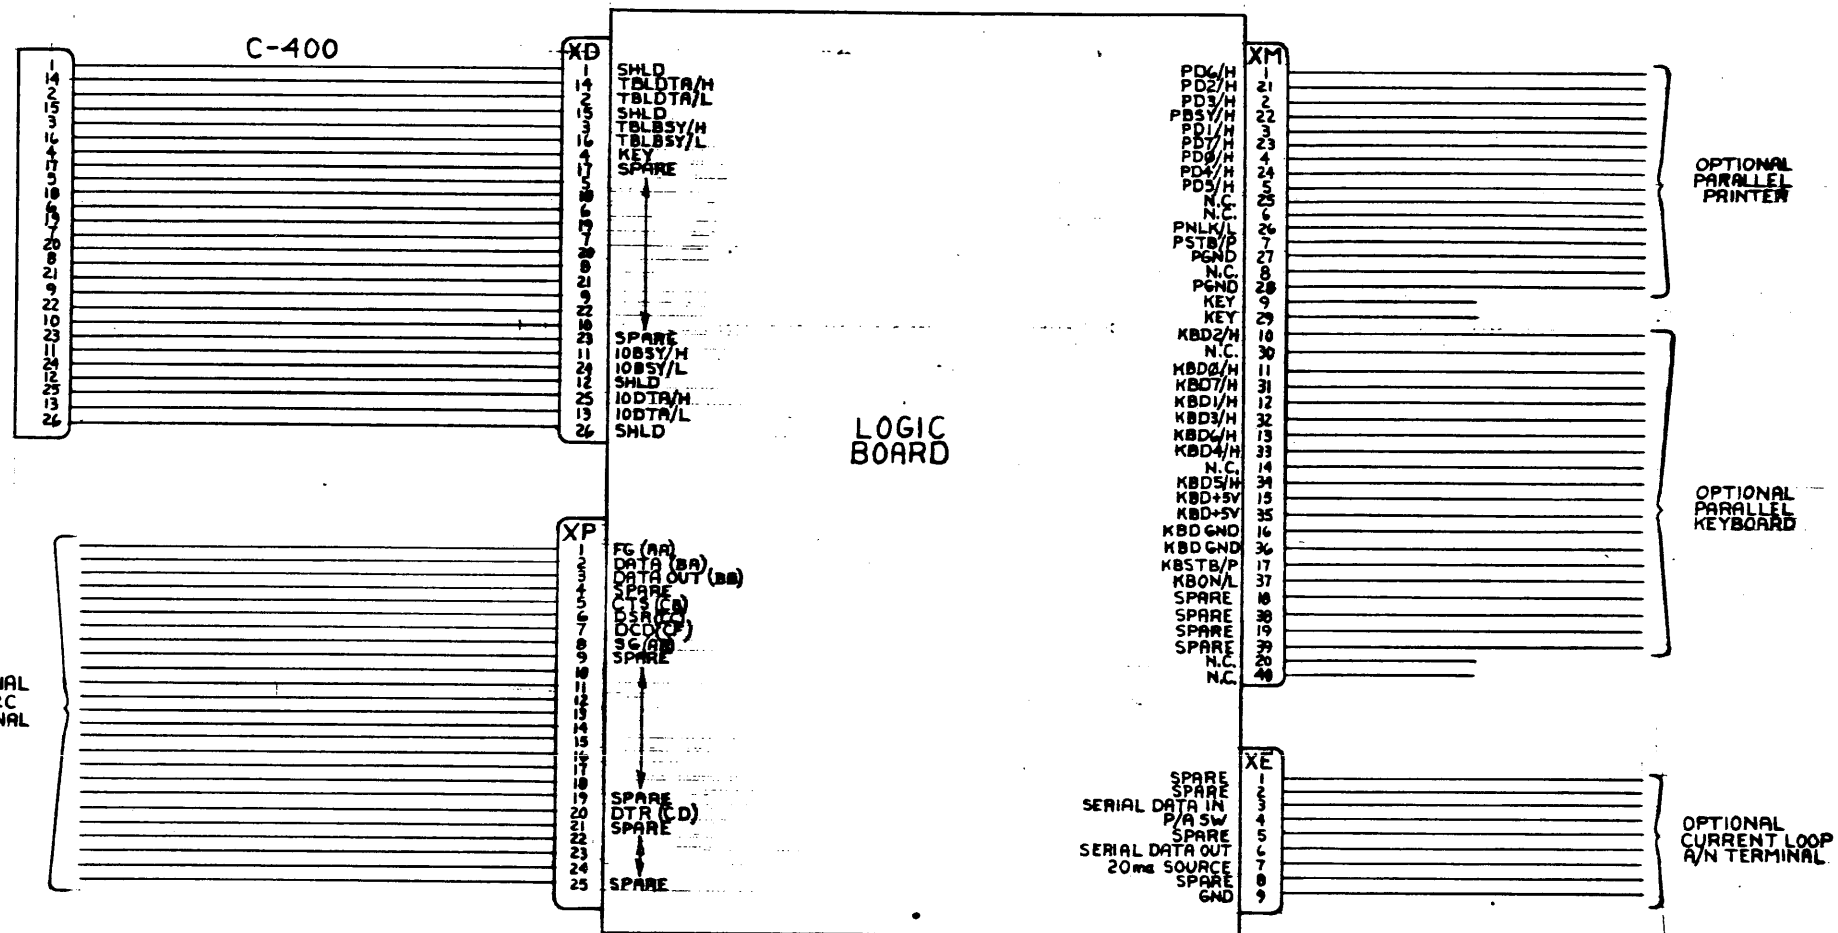 C-400
1
14
2
15
3
16
4
17
5
18
6
19
7
20
8
21
9
22
10
23
11
24
12
25
13
26
XD
1 SHLD
14 TBLDTA/H
2 TBLDTA/L
15 SHLD
3 TBLBSY/H
16 TBLBSY/L
4 KEY
17 SPARE
5
18
6
19
7
20
8
21
9
22
10
23 SPARE
11 IOBSY/H
24 IOBSY/L
12 SHLD
25 IODTA/H
13 IODTA/L
26 SHLD
XP
1 FG (AA)
2 DATA (BA)
3 DATA OUT (BB)
4 SPARE
5 CTS (CB)
6 DSR (CC)
7 DCD (CF)
8 SG (AB)
9 SPARE
10
11
12
13
14
15
16
17
18
19 SPARE
20 DTR (CD)
21 SPARE
22
23
24
25 SPARE
LOGIC
BOARD
XM
PD6/H 1
PD2/H 21
PD3/H 2
PBSY/H 22
PD1/H 3
PD7/H 23
PDØ/H 4
PD4/H 24
PD5/H 5
N.C. 25
N.C. 6
PNLK/L 26
PSTB/P 7
PGND 27
N.C. 8
PGND 28
KEY 9
KEY 29
KBD2/H 10
N.C. 30
KBDØ/H 11
KBD7/H 31
KBD1/H 12
KBD3/H 32
KBD6/H 13
KBD4/H 33
N.C. 14
KBD5/H 34
KBD+5V 15
KBD+5V 35
KBD GND 16
KBD GND 36
KBSTB/P 17
KBON/L 37
SPARE 18
SPARE 38
SPARE 19
SPARE 39
N.C. 20
N.C. 40
OPTIONAL
PARALLEL
PRINTER
OPTIONAL
PARALLEL
KEYBOARD
XE
SPARE 1
SPARE 2
SERIAL DATA IN 3
P/A SW 4
SPARE 5
SERIAL DATA OUT 6
20ma SOURCE 7
SPARE 8
GND 9
OPTIONAL
CURRENT LOOP
A/N TERMINAL